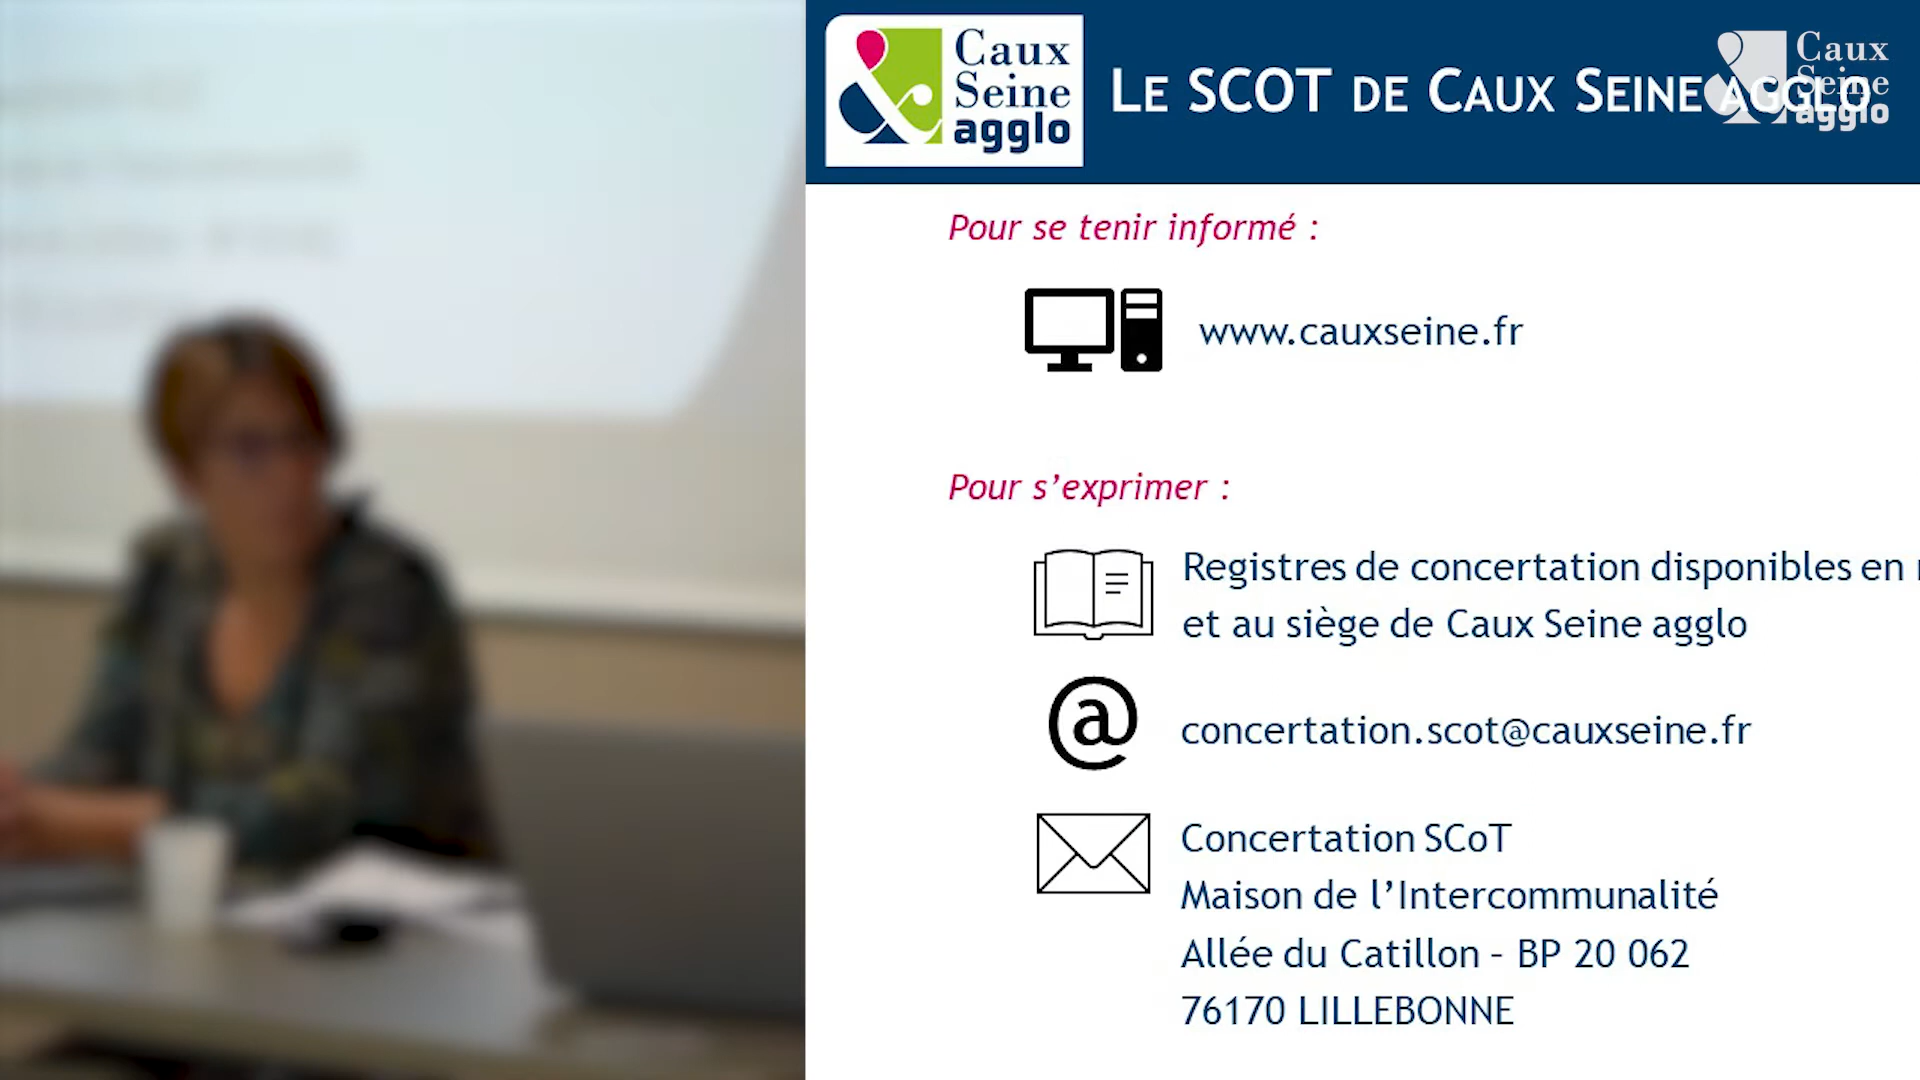 Caux
Seine
agglo
LE SCOT DE CAUX SEINE AGGLO
Caux
Seine
agglo
Pour se tenir informé :
www.cauxseine.fr
Pour s’exprimer :
Registres de concertation disponibles en
et au siège de Caux Seine agglo
@
concertation.scot@cauxseine.fr
Concertation SCoT
Maison de l’Intercommunalité
Allée du Catillon – BP 20 062
76170 LILLEBONNE